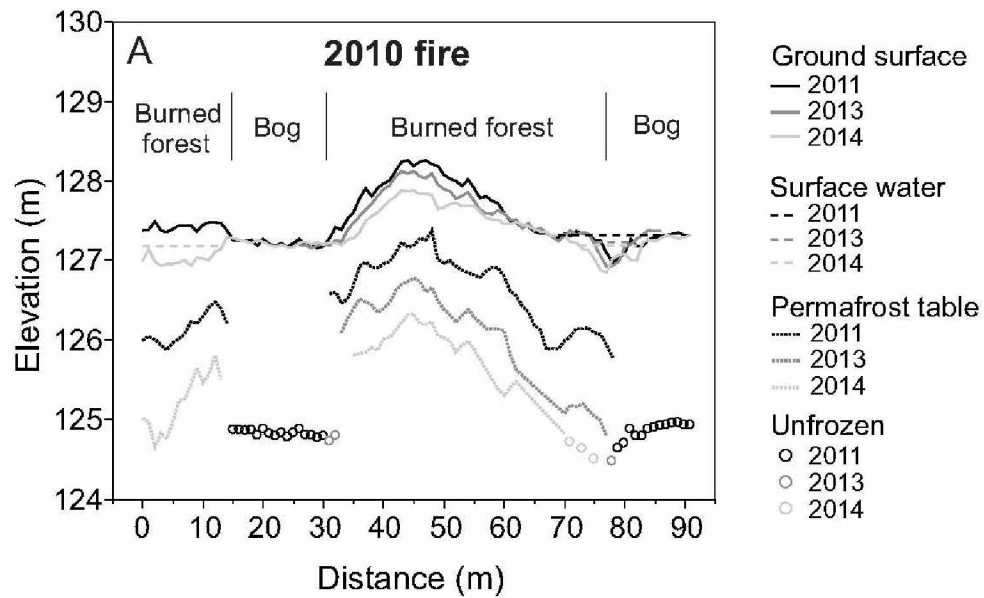 A
2010 fire
Burned
forest
Bog
Burned forest
Bog
Elevation (m)
130
129
128
127
126
125
124
0
10
20
30
40
50
60
70
80
90
Distance (m)
Ground surface
2011
2013
2014
Surface water
2011
2013
2014
Permafrost table
2011
2013
2014
Unfrozen
2011
2013
2014